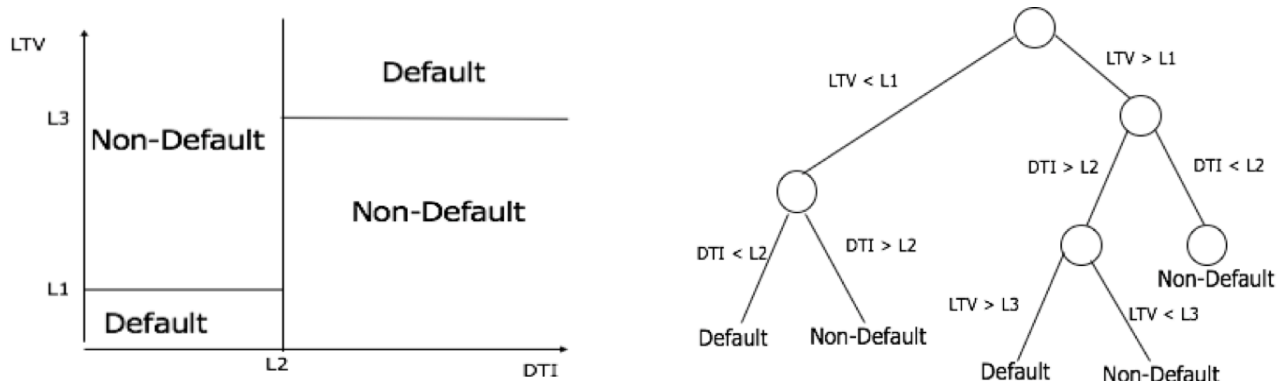 LTV
Default
L3
Non-Default
Non-Default
L1
Default
L2
DTI
LTV < L1
LTV > L1
DTI > L2
DTI < L2
DTI < L2
DTI > L2
Non-Default
LTV > L3
LTV < L3
Default
Non-Default
Default
Non-Default